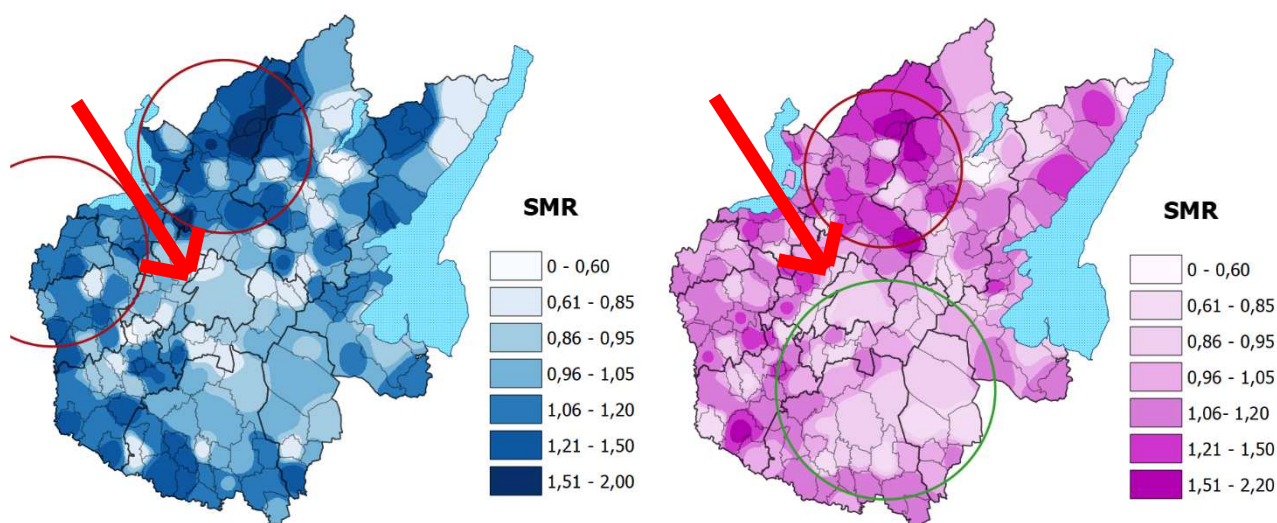 SMR
0 - 0,60
0,61 - 0,85
0,86 - 0,95
0,96 - 1,05
1,06 - 1,20
1,21 - 1,50
1,51 - 2,00
SMR
0 - 0,60
0,61 - 0,85
0,86 - 0,95
0,96 - 1,05
1,06- 1,20
1,21 - 1,50
1,51 - 2,20